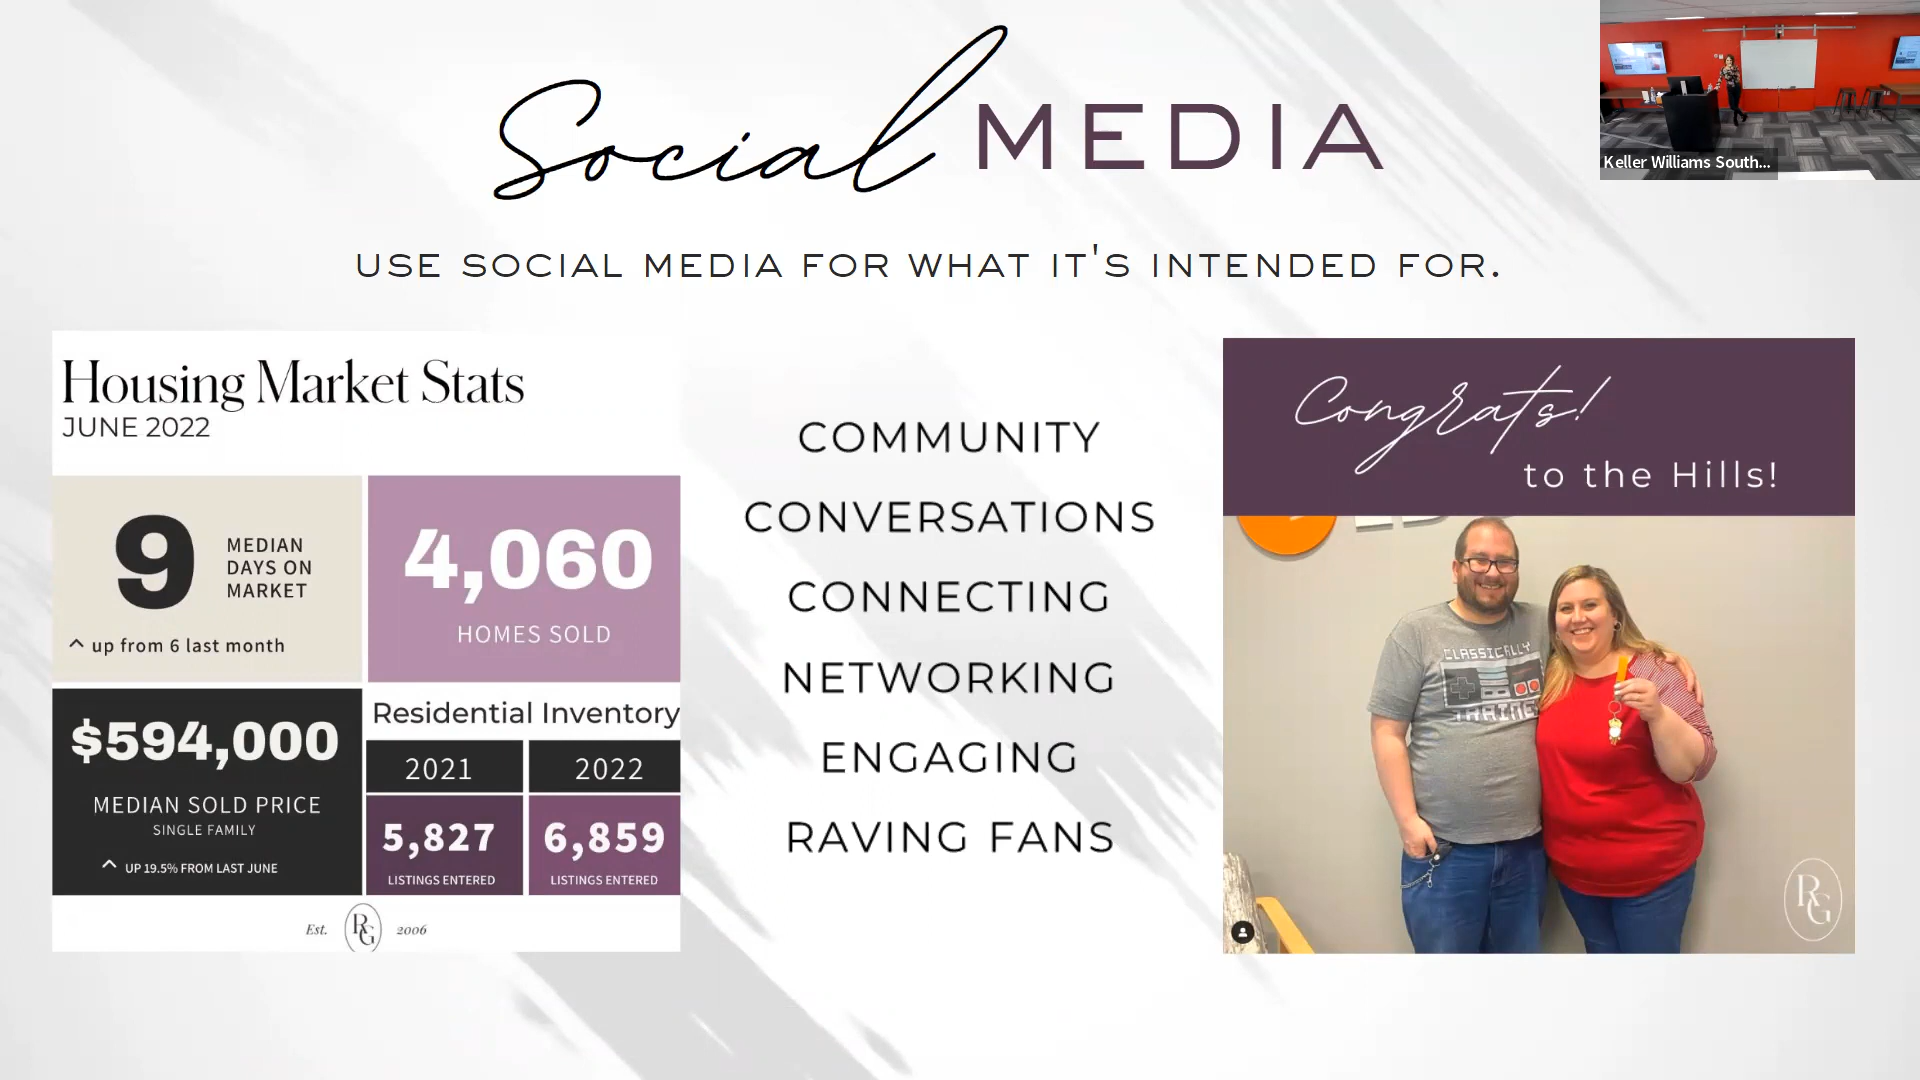 Social MEDIA
Keller Williams South...
USE SOCIAL MEDIA FOR WHAT IT'S INTENDED FOR.
Housing Market Stats
JUNE 2022
9
MEDIAN
DAYS ON
MARKET
^ up from 6 last month
4,060
HOMES SOLD
$594,000
MEDIAN SOLD PRICE
SINGLE FAMILY
^ UP 19.5% FROM LAST JUNE
Residential Inventory
2021
2022
5,827
6,859
LISTINGS ENTERED
LISTINGS ENTERED
Est. RG 2006
COMMUNITY
CONVERSATIONS
CONNECTING
NETWORKING
ENGAGING
RAVING FANS
Congrats!
to the Hills!
CLASSICALLY
TRAINE
RG